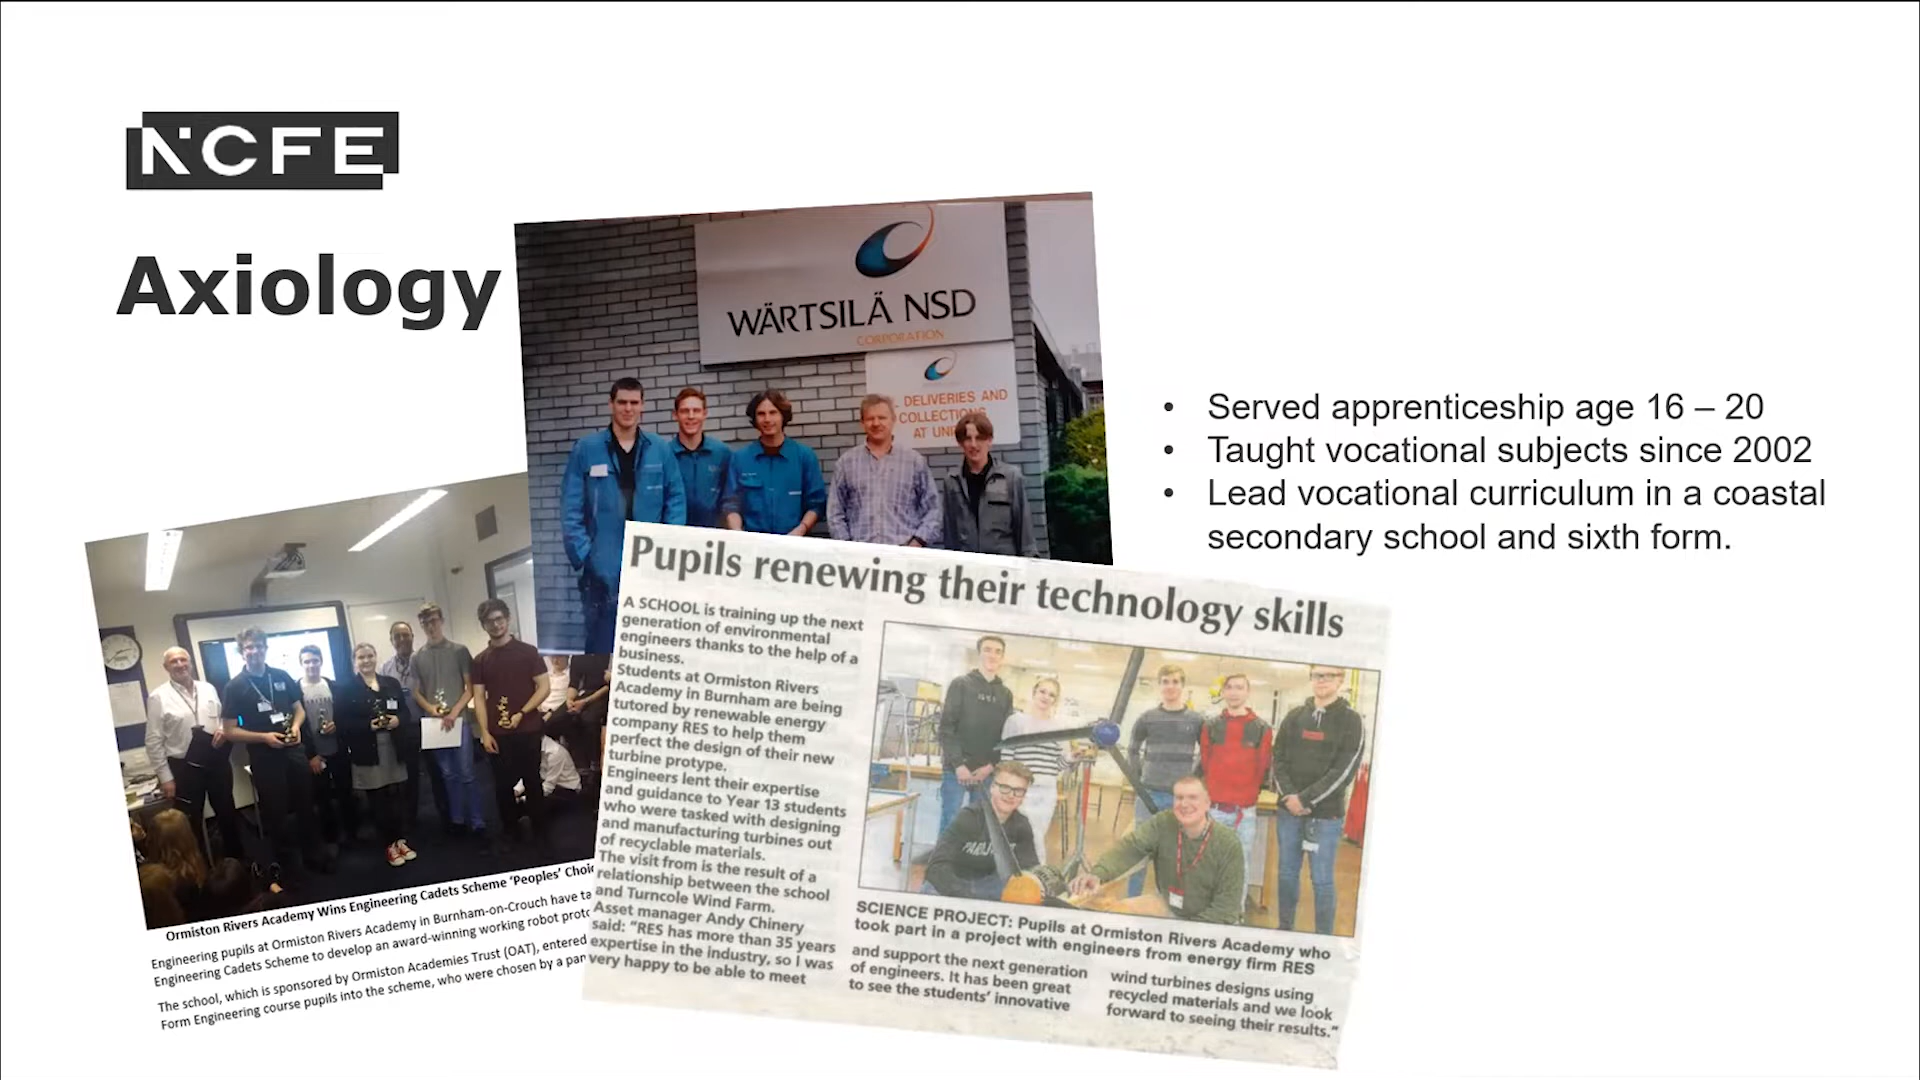 NCFE
Axiology
WÄRTSILÄ NSD
CORPORATION
DELIVERIES AND
COLLECTIONS
AT
• Served apprenticeship age 16 – 20
• Taught vocational subjects since 2002
• Lead vocational curriculum in a coastal
secondary school and sixth form.
Ormiston Rivers Academy Wins Engineering Cadets Scheme ‘Peoples’
Engineering pupils at Ormiston Rivers Academy in Burnham-on-Crouch have
Engineering Cadets Scheme to develop an award-winning working robot
The school, which is sponsored by Ormiston Academies Trust (OAT), entered
Form Engineering course pupils into the scheme, who were chosen by a
Pupils renewing their technology skills
A SCHOOL is training up the next
generation of environmental
engineers thanks to the help of a
business.
Students at Ormiston Rivers
Academy in Burnham are being
tutored by renewable energy
company RES to help them
perfect the design of their new
turbine protype.
Engineers lent their expertise
and guidance to Year 13 students
who were tasked with designing
and manufacturing turbines out
of recyclable materials.
The visit from is the result of a
relationship between the school
and Turncole Wind Farm.
Asset manager Andy Chinery
said: “RES has more than 35 years
expertise in the industry, so I was
very happy to be able to meet
SCIENCE PROJECT: Pupils at Ormiston Rivers Academy who
took part in a project with engineers from energy firm RES
and support the next generation
of engineers. It has been great
to see the students’ innovative
wind turbines designs using
recycled materials and we look
forward to seeing their results.”